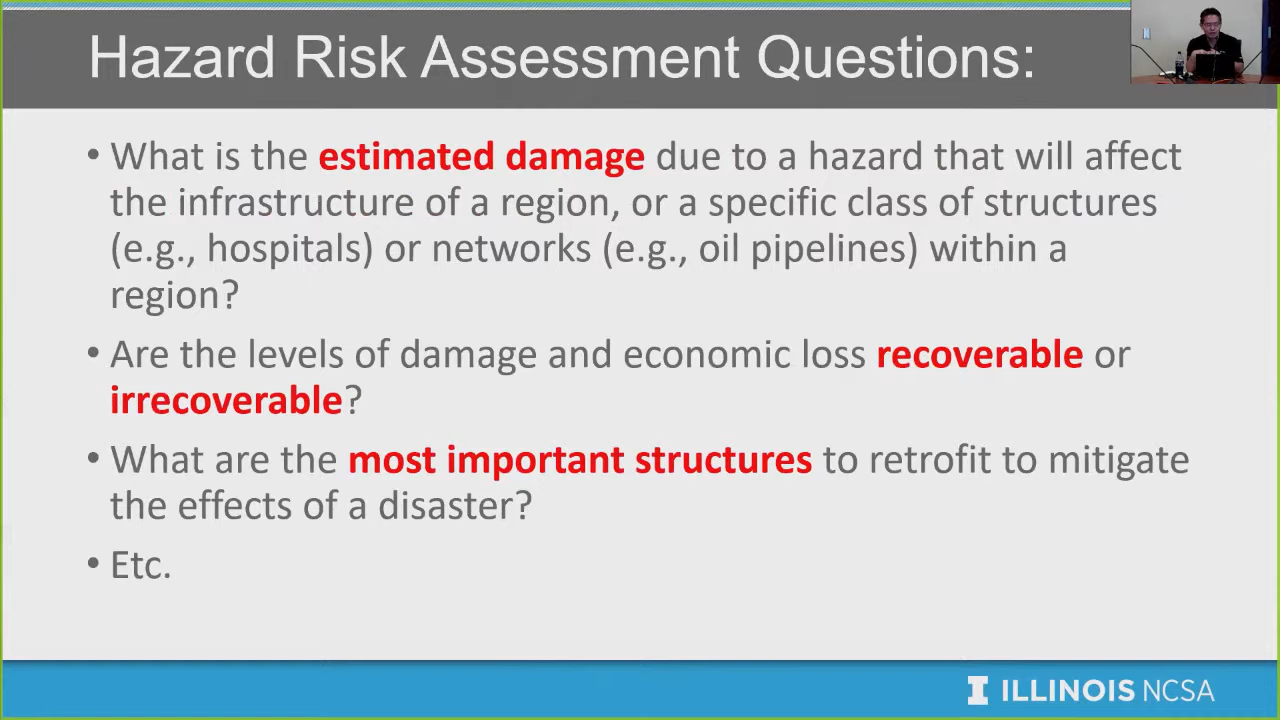 Hazard Risk Assessment Questions:
• What is the estimated damage due to a hazard that will affect
the infrastructure of a region, or a specific class of structures
(e.g., hospitals) or networks (e.g., oil pipelines) within a
region?
• Are the levels of damage and economic loss recoverable or
irrecoverable?
• What are the most important structures to retrofit to mitigate
the effects of a disaster?
• Etc.
I ILLINOIS NCSA